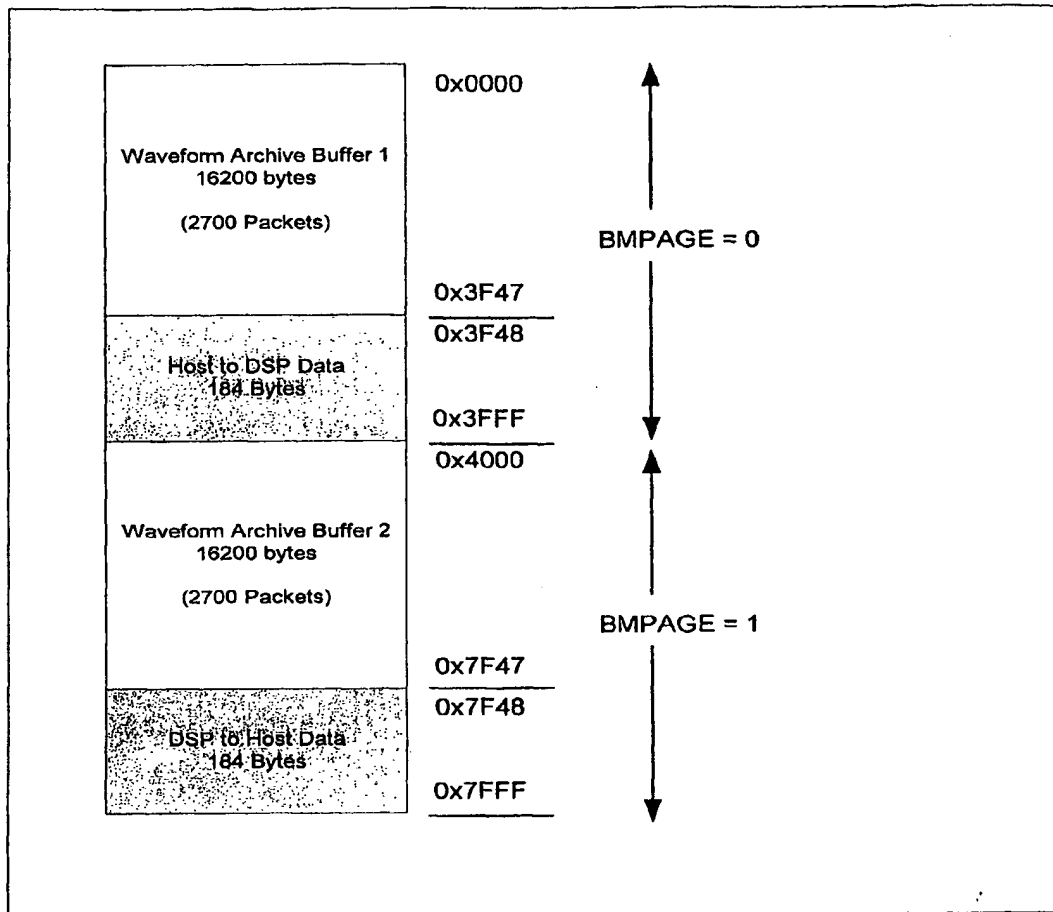 0x0000
Waveform Archive Buffer 1
16200 bytes
(2700 Packets)
BMPAGE = 0
0x3F47
0x3F48
Host to DSP Data
184 Bytes
0x3FFF
0x4000
Waveform Archive Buffer 2
16200 bytes
(2700 Packets)
BMPAGE = 1
0x7F47
0x7F48
DSP to Host Data
184 Bytes
0x7FFF